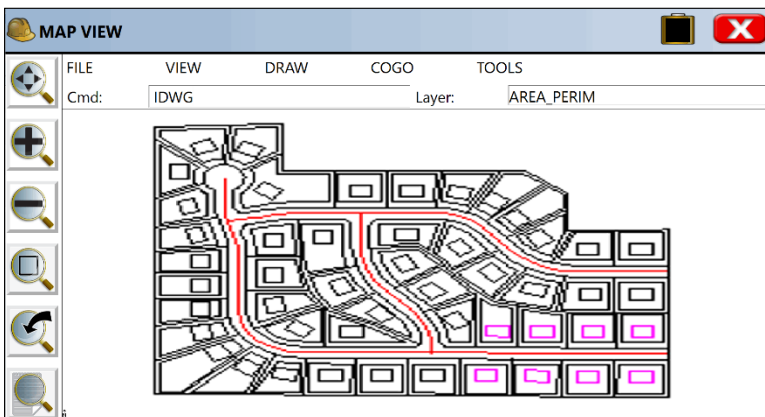 MAP VIEW
FILE VIEW DRAW COGO TOOLS
Cmd: IDWG Layer: AREA_PERIM